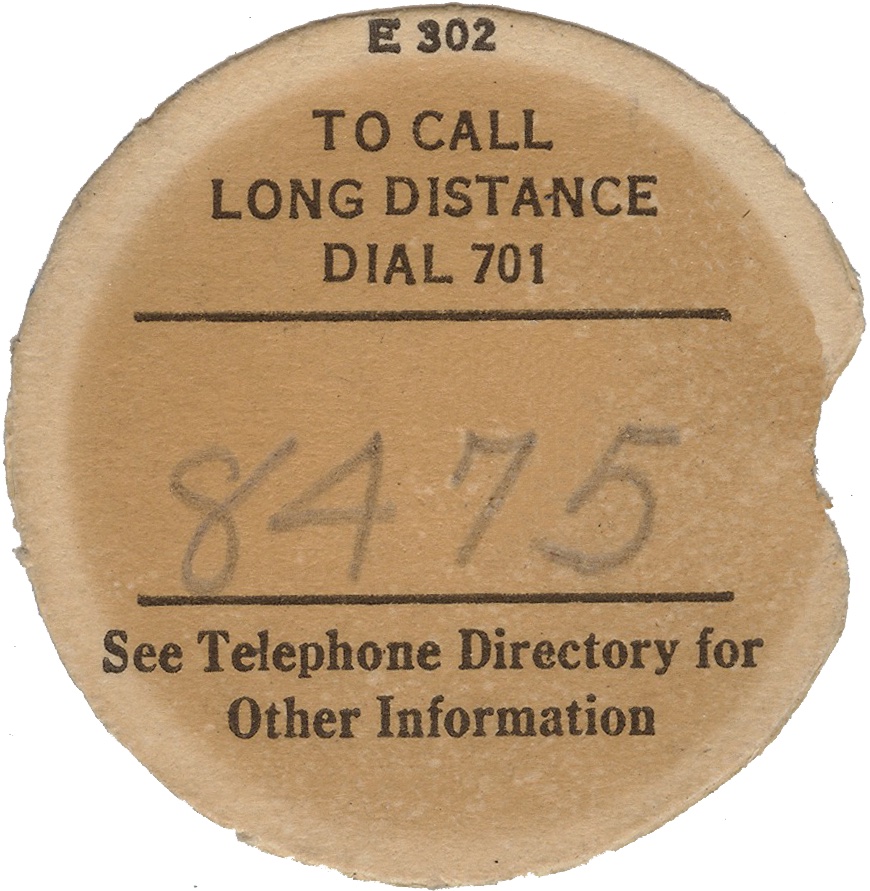 E 302
TO CALL
LONG DISTANCE
DIAL 701
8475
See Telephone Directory for
Other Information